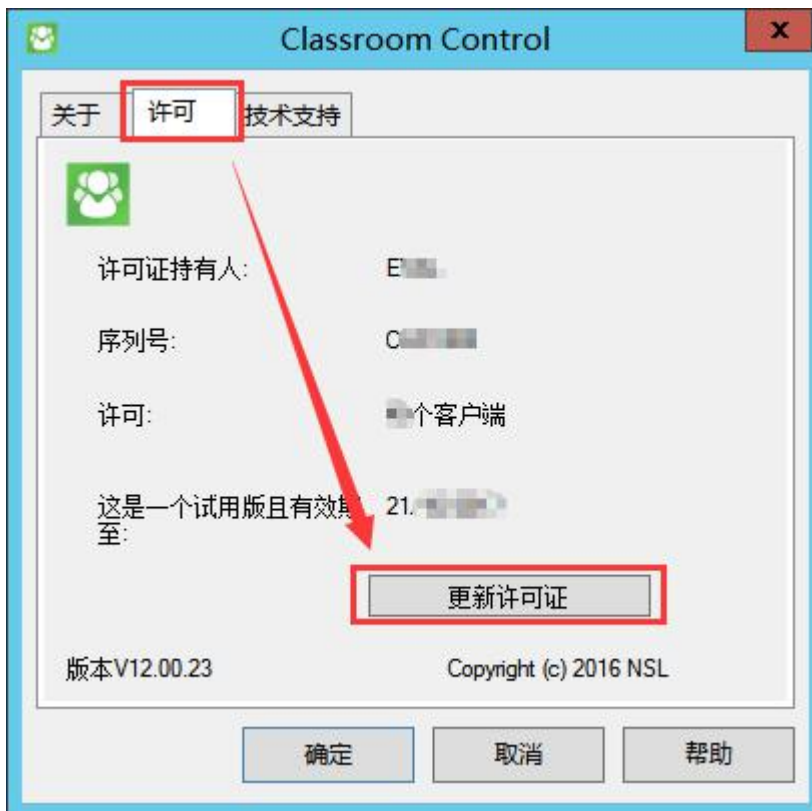 Classroom Control
x
关于 许可 技术支持
许可证持有人:
序列号:
许可: 个客户端
这是一个试用版且有效期 21.
至:
更新许可证
版本V12.00.23 Copyright (c) 2016 NSL
确定 取消 帮助